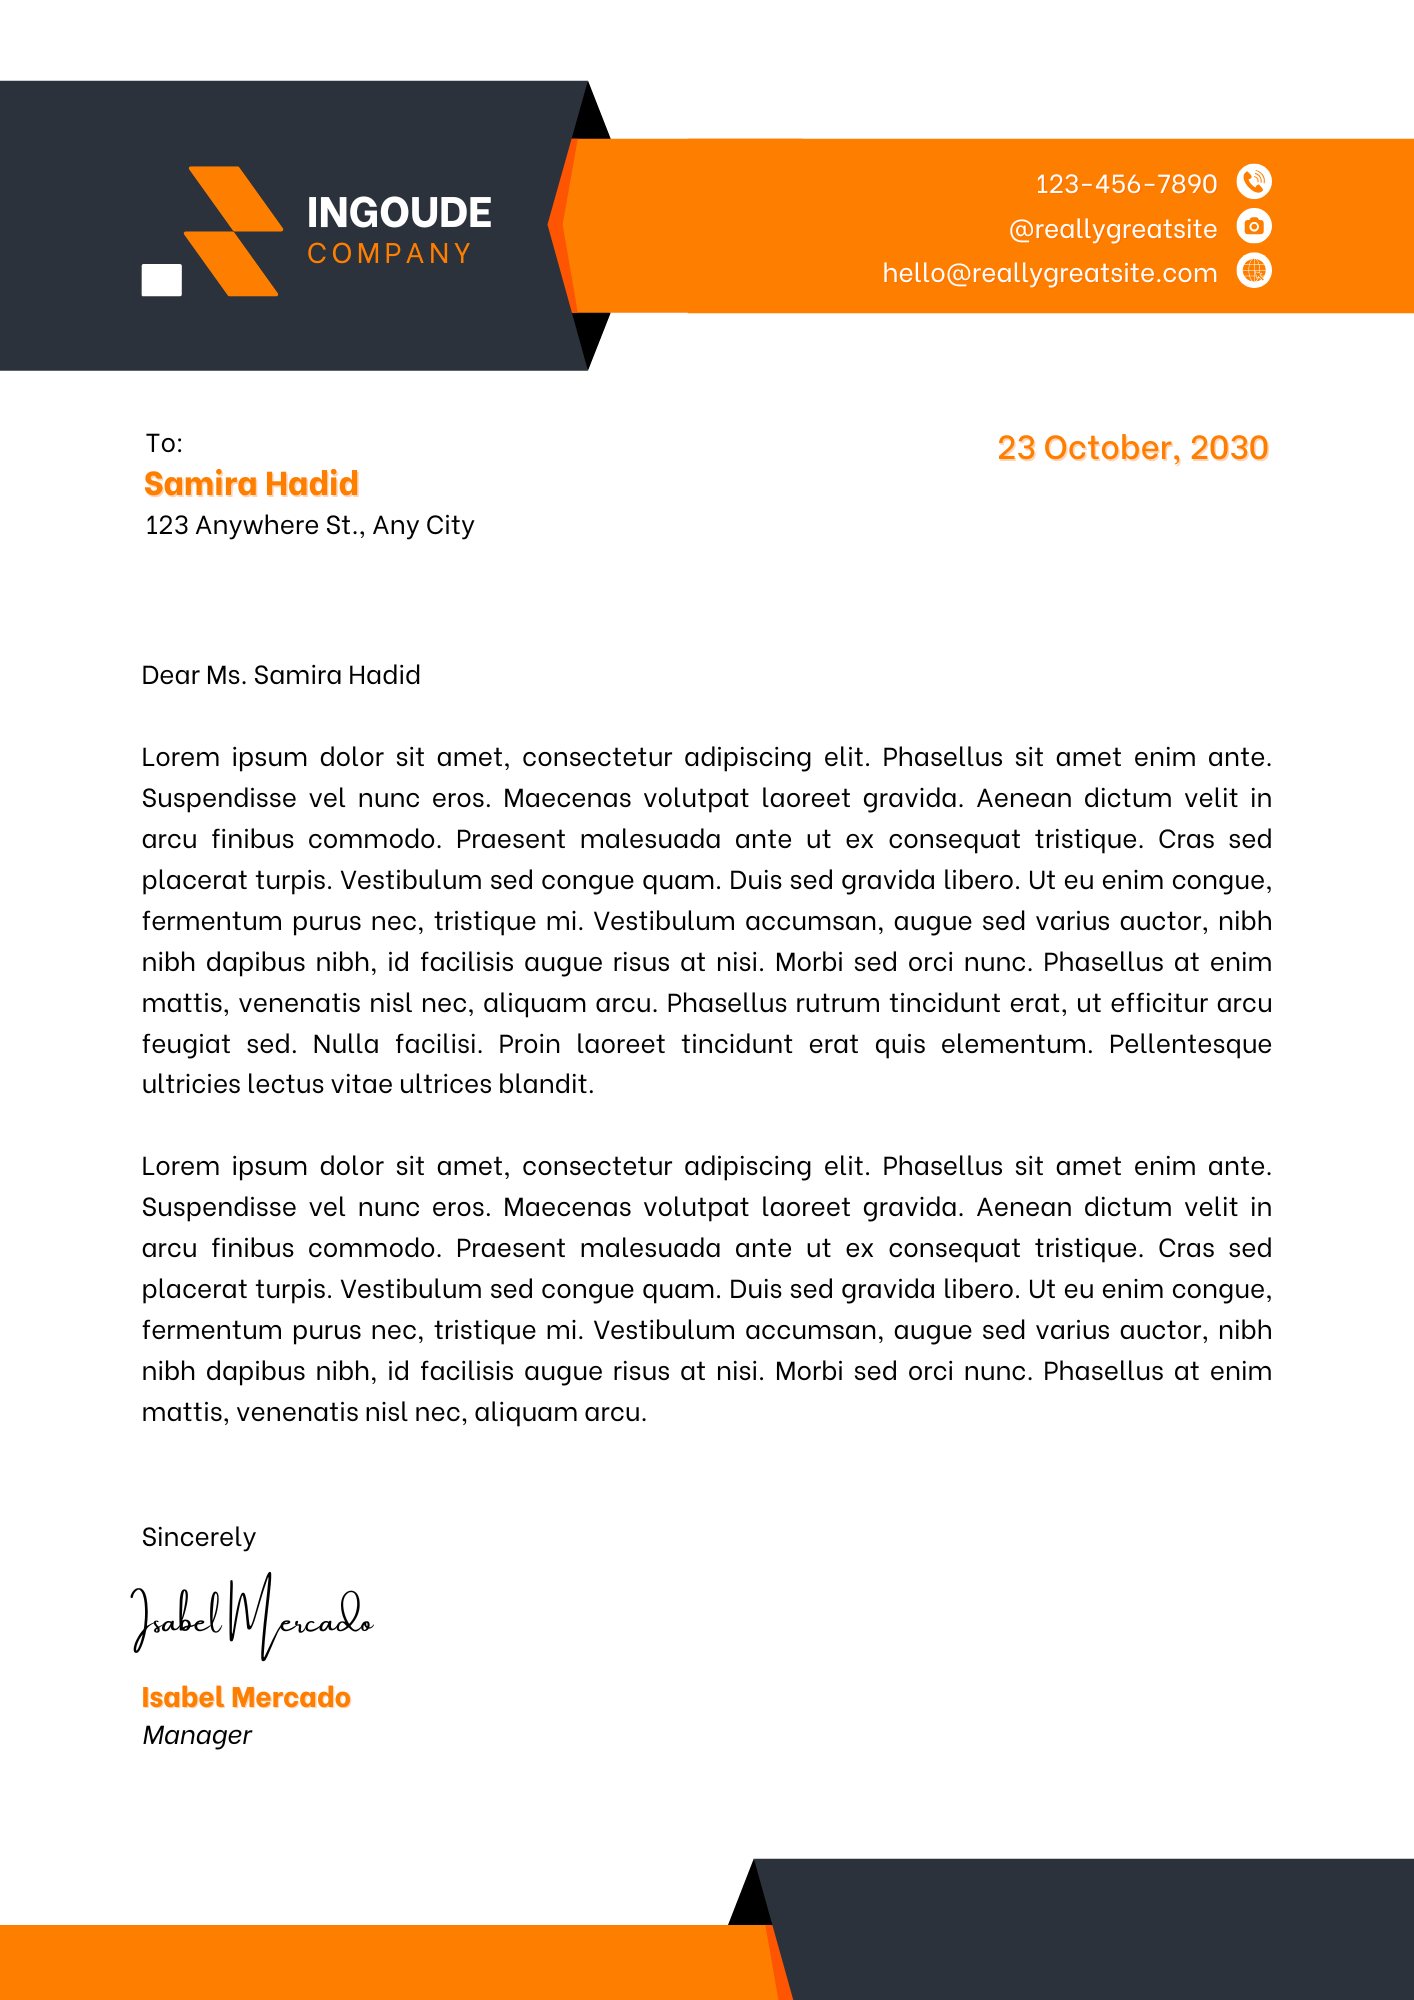 INGOUDE
COMPANY
123-456-7890
@reallygreatsite
hello@reallygreatsite.com
To:
Samira Hadid
123 Anywhere St., Any City
23 October, 2030
Dear Ms. Samira Hadid
Lorem ipsum dolor sit amet, consectetur adipiscing elit. Phasellus sit amet enim ante.
Suspendisse vel nunc eros. Maecenas volutpat laoreet gravida. Aenean dictum velit in
arcu finibus commodo. Praesent malesuada ante ut ex consequat tristique. Cras sed
placerat turpis. Vestibulum sed congue quam. Duis sed gravida libero. Ut eu enim congue,
fermentum purus nec, tristique mi. Vestibulum accumsan, augue sed varius auctor, nibh
nibh dapibus nibh, id facilisis augue risus at nisi. Morbi sed orci nunc. Phasellus at enim
mattis, venenatis nisl nec, aliquam arcu. Phasellus rutrum tincidunt erat, ut efficitur arcu
feugiat sed. Nulla facilisi. Proin laoreet tincidunt erat quis elementum. Pellentesque
ultricies lectus vitae ultrices blandit.
Lorem ipsum dolor sit amet, consectetur adipiscing elit. Phasellus sit amet enim ante.
Suspendisse vel nunc eros. Maecenas volutpat laoreet gravida. Aenean dictum velit in
arcu finibus commodo. Praesent malesuada ante ut ex consequat tristique. Cras sed
placerat turpis. Vestibulum sed congue quam. Duis sed gravida libero. Ut eu enim congue,
fermentum purus nec, tristique mi. Vestibulum accumsan, augue sed varius auctor, nibh
nibh dapibus nibh, id facilisis augue risus at nisi. Morbi sed orci nunc. Phasellus at enim
mattis, venenatis nisl nec, aliquam arcu.
Sincerely
Isabel Mercado
Isabel Mercado
Manager